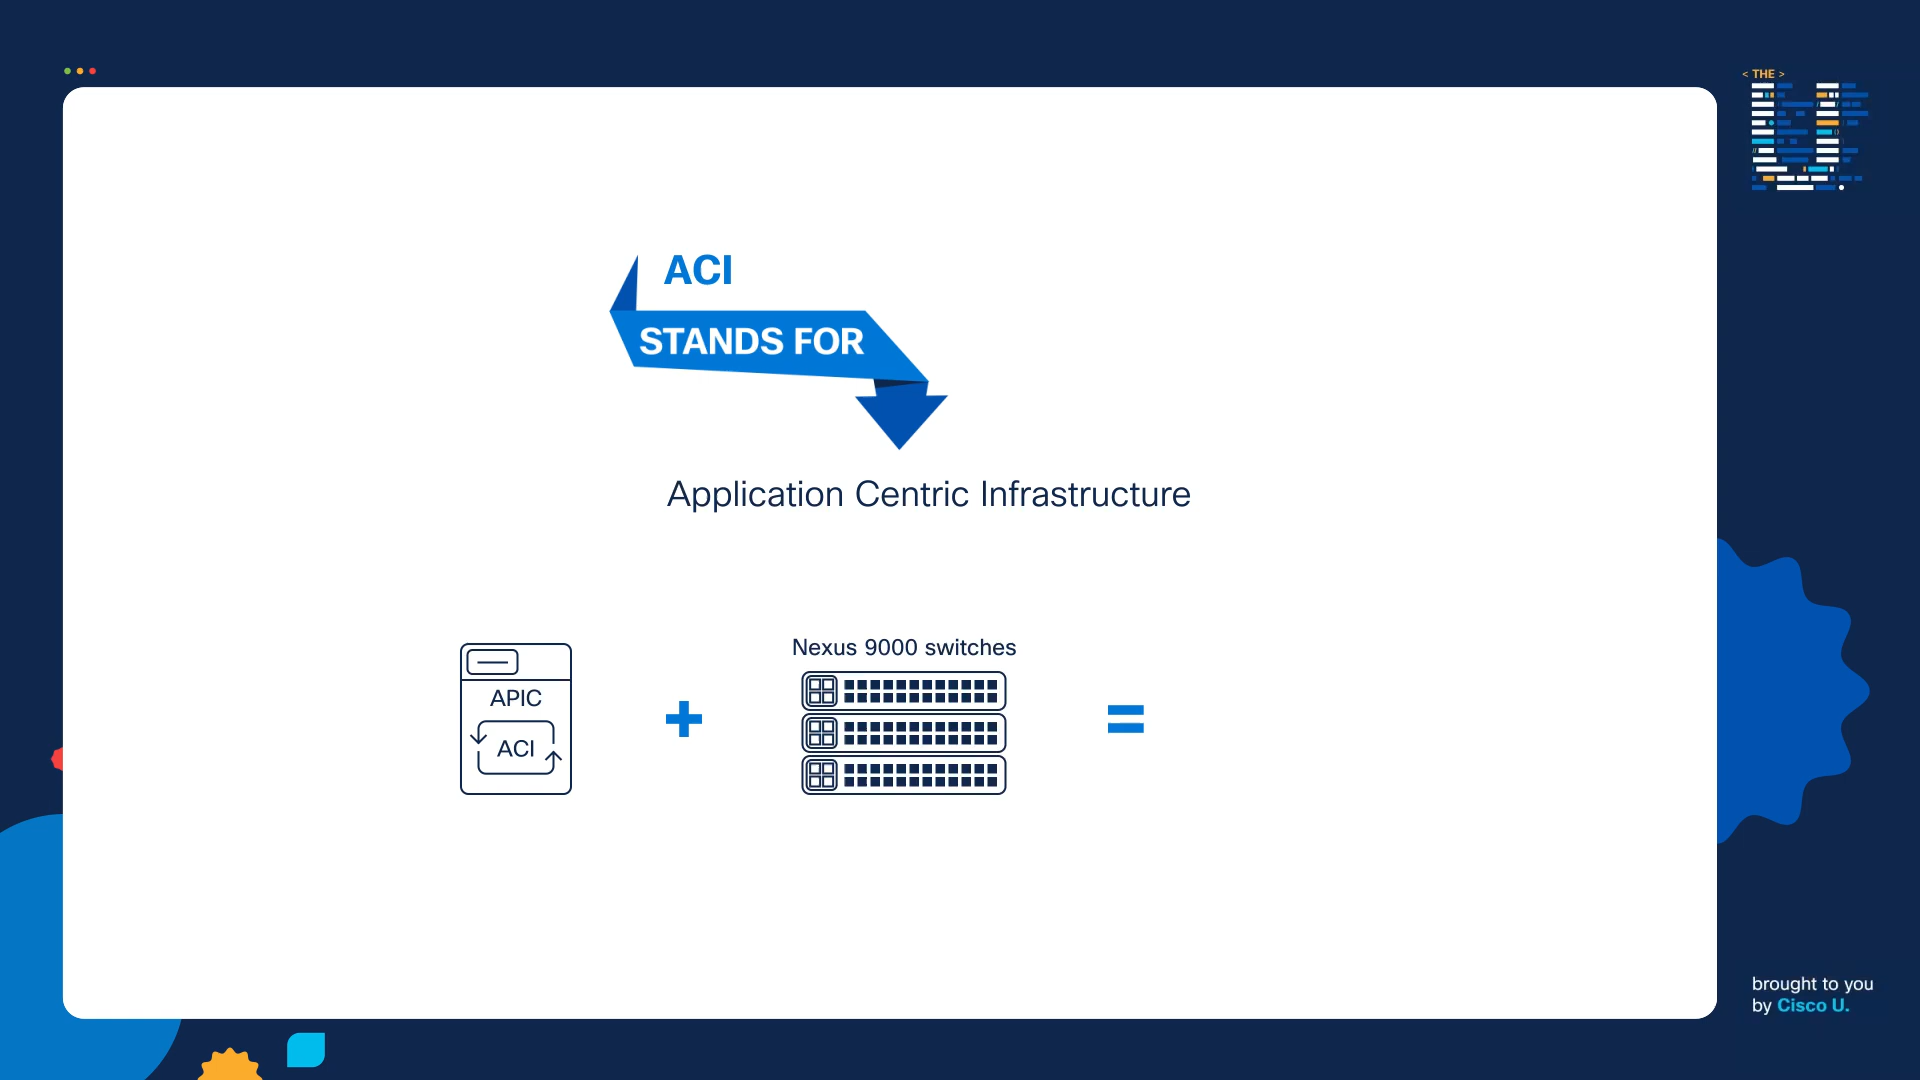 < THE >
ACI
STANDS FOR
Application Centric Infrastructure
Nexus 9000 switches
APIC
ACI
+
=
brought to you
by Cisco U.